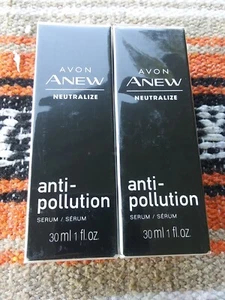 AVON
ANEW
NEUTRALIZE
anti-
pollution
SERUM / SÉRUM
30 ml 1 fl. oz.
AVON
ANEW
NEUTRALIZE
anti-
pollution
SERUM / SÉRUM
30 ml 1 fl. oz.